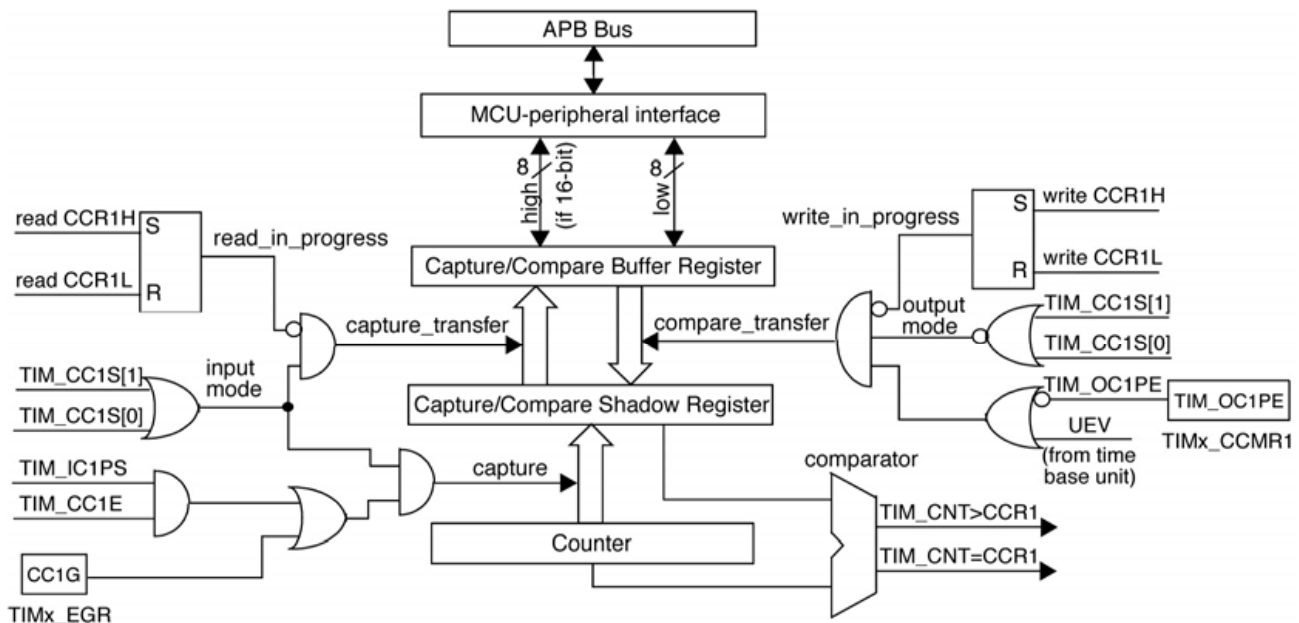 APB Bus
MCU-peripheral interface
8
high
(if 16-bit)
8
low
read CCR1H
S
read_in_progress
read CCR1L
R
write_in_progress
S
write CCR1H
R
write CCR1L
Capture/Compare Buffer Register
capture_transfer
compare_transfer
output
mode
TIM_CC1S[1]
TIM_CC1S[0]
TIM_CC1S[1]
input
mode
TIM_CC1S[0]
Capture/Compare Shadow Register
TIM_OC1PE
TIM_OC1PE
UEV
TIMx_CCMR1
(from time
base unit)
TIM_IC1PS
TIM_CC1E
capture
comparator
Counter
TIM_CNT>CCR1
TIM_CNT=CCR1
CC1G
TIMx_EGR